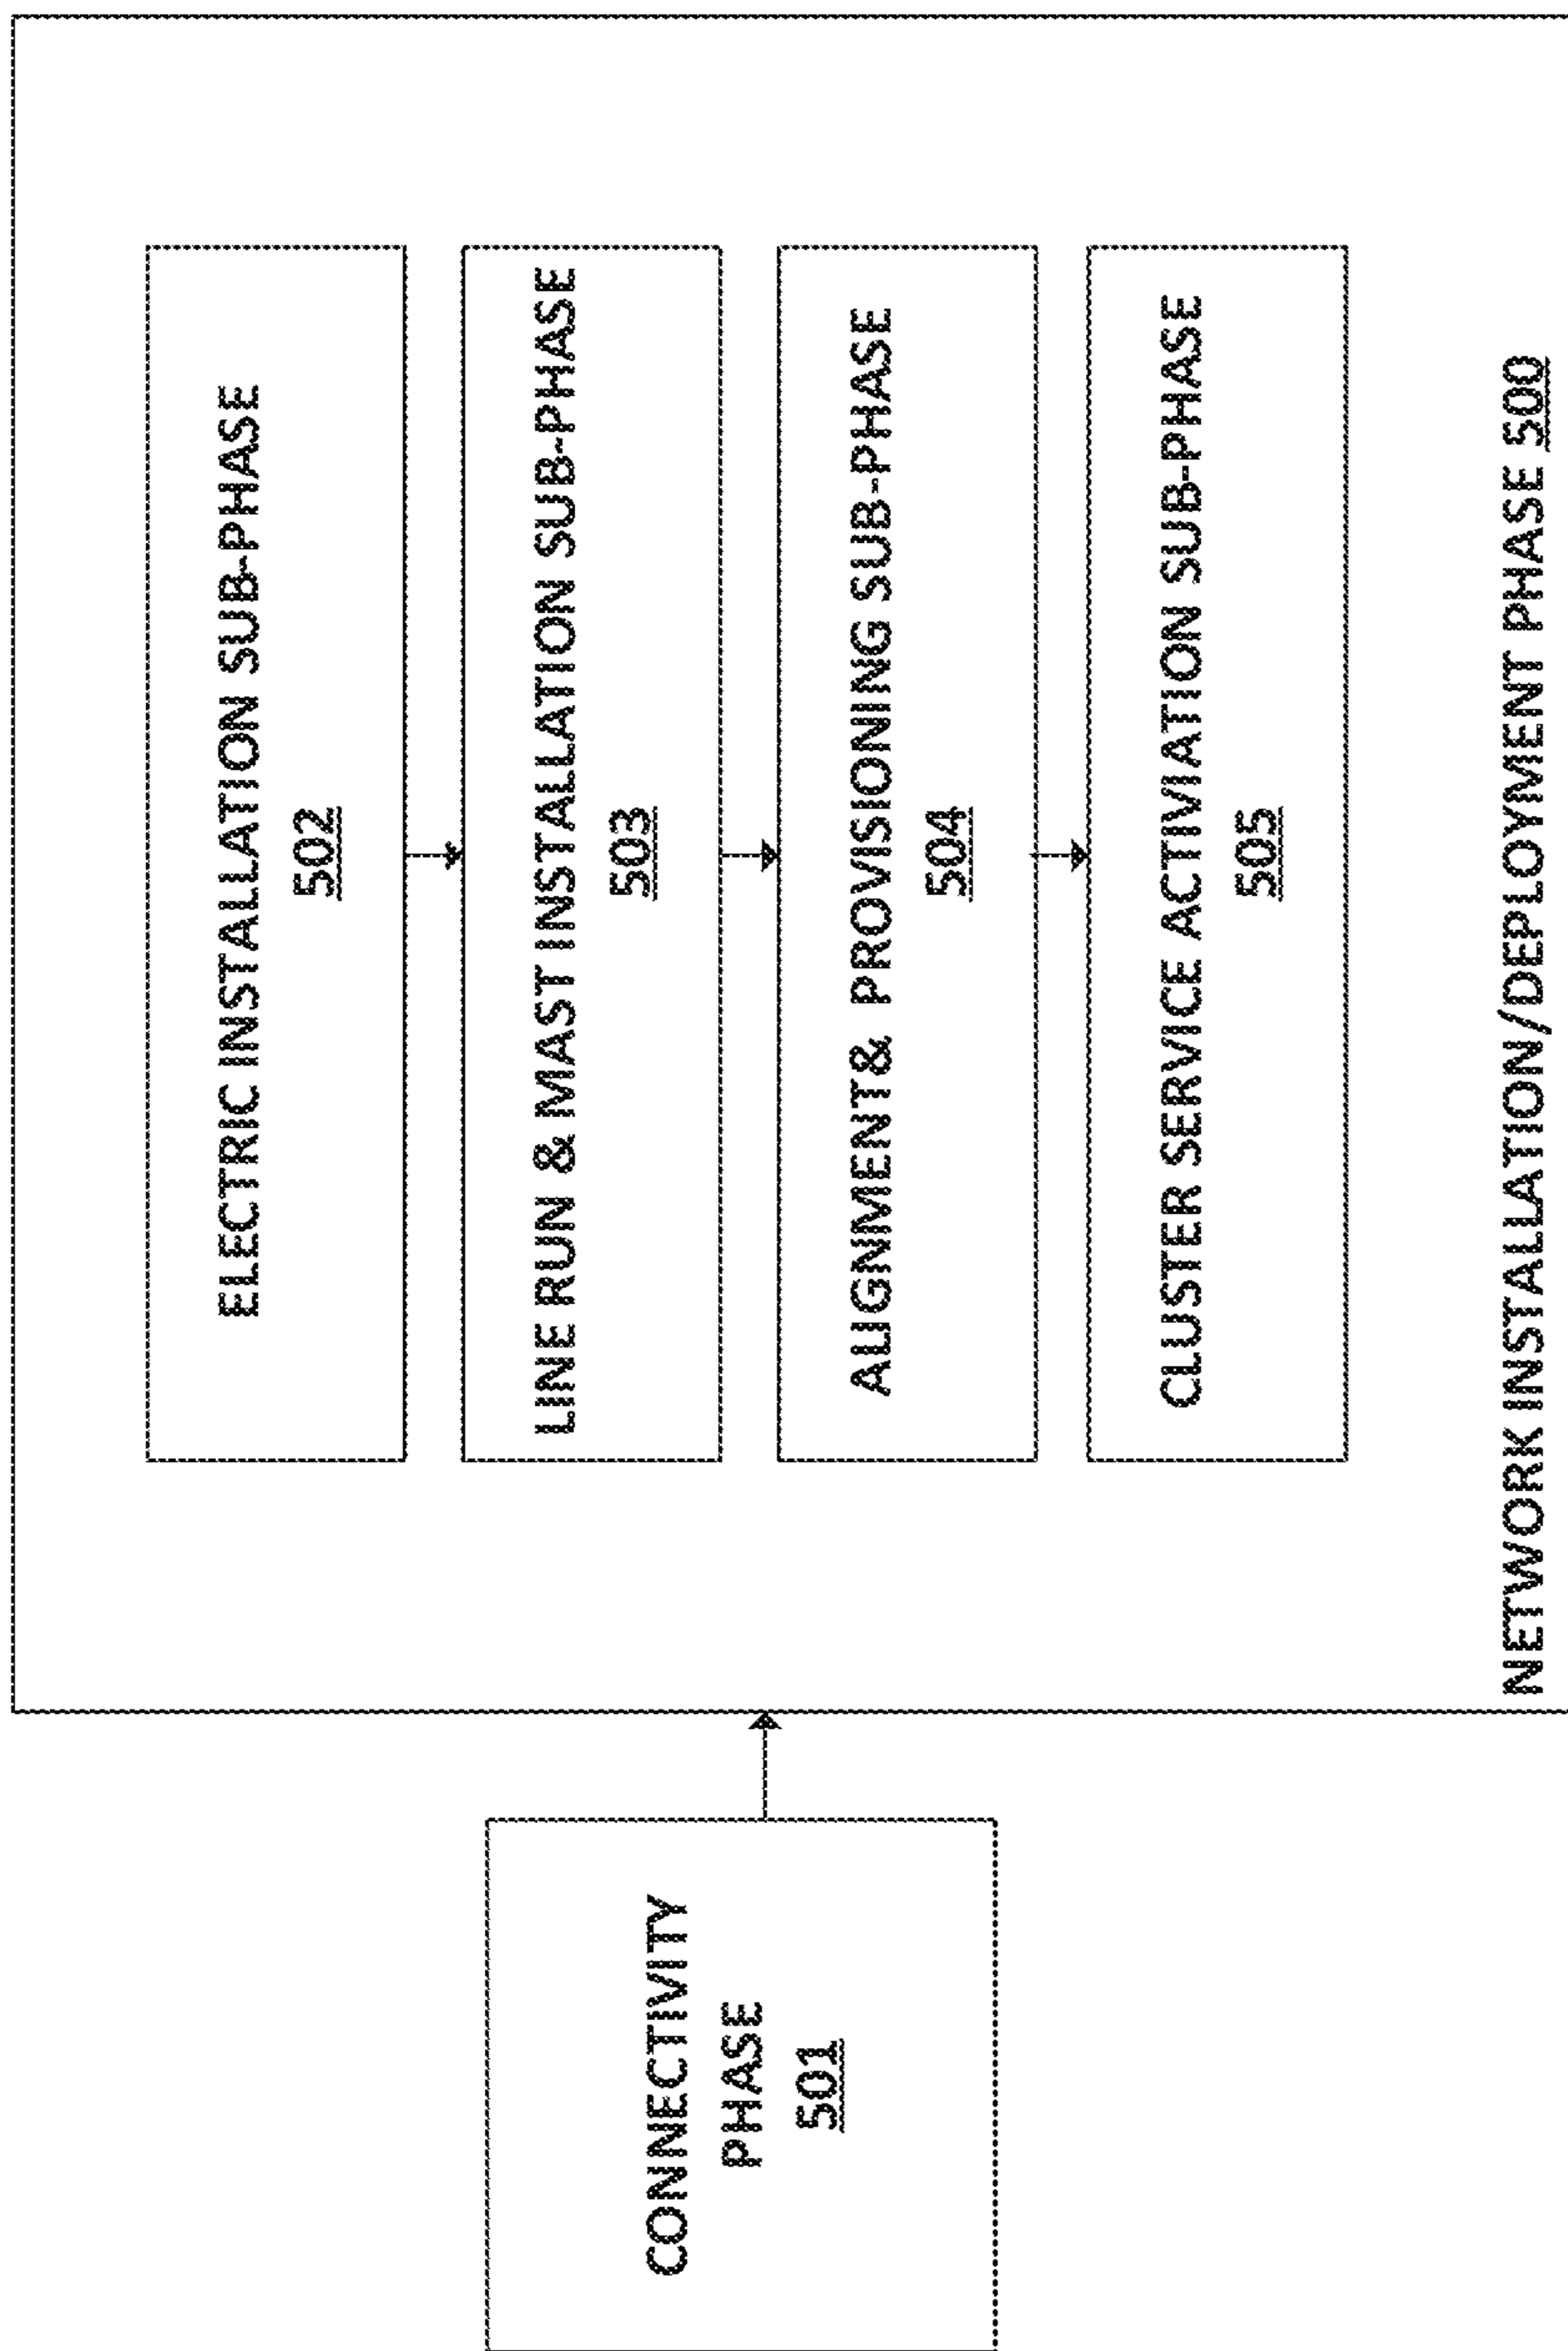 CONNECTIVITY
PHASE
501
ELECTRIC INSTALLATION SUB-PHASE
502
LINE RUN & MAST INSTALLATION SUB-PHASE
503
ALIGNMENT& PROVISIONING SUB-PHASE
504
CLUSTER SERVICE ACTIVIATION SUB-PHASE
505
NETWORK INSTALLATION/DEPLOYMENT PHASE 500